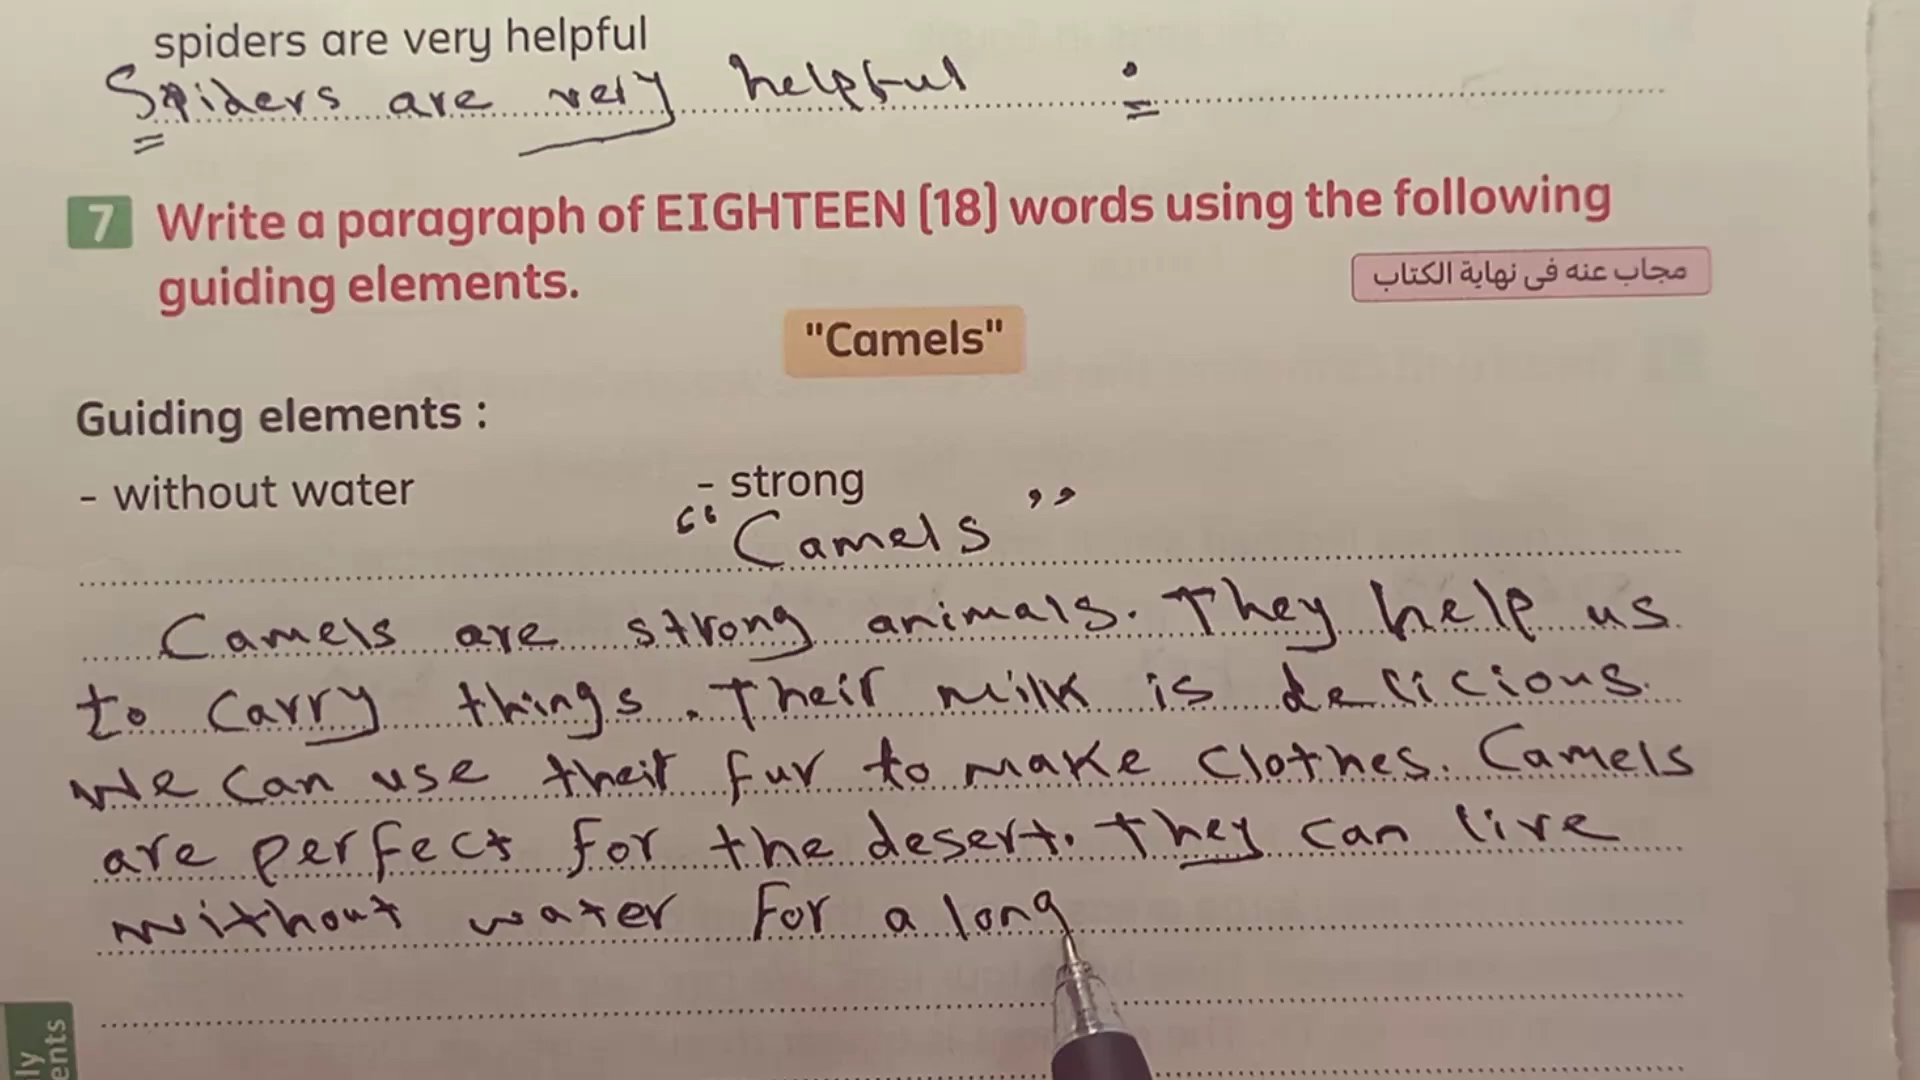 spiders are very helpful
Spiders are very helpful .
7 Write a paragraph of EIGHTEEN (18) words using the following
guiding elements.
مجاب عنه فى نهاية الكتاب
"Camels"
Guiding elements :
- without water - strong
“Camels”
Camels are strong animals. They help us
to carry things. Their milk is delicious.
We can use their fur to make clothes. Camels
are perfect for the desert. They can live
without water for a long
ly
ents